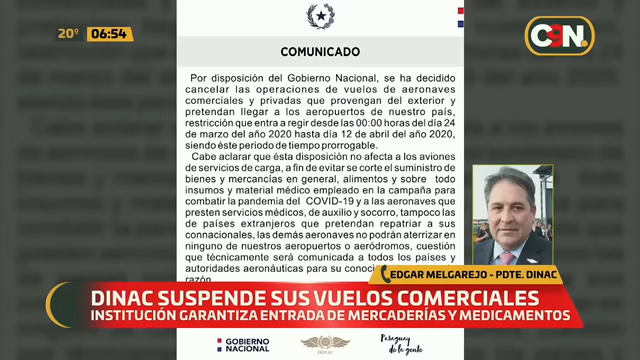 20º 06:54
C9N.
COMUNICADO
Por disposición del Gobierno Nacional, se ha decidido
cancelar las operaciones de vuelos de aeronaves
comerciales y privadas que provengan del exterior y
pretendan llegar a los aeropuertos de nuestro país,
restricción que entra a regir desde las 00:00 horas del día 24
de marzo del año 2020 hasta día 12 de abril del año 2020,
siendo éste periodo de tiempo prorrogable.
Cabe aclarar que ésta disposición no afecta a los aviones
de servicios de carga, a fin de evitar se corte el suministro de
bienes y mercancías en general, alimentos y sobre todo
insumos y material médico empleado en la campaña para
combatir la pandemia del COVID-19 y a las aeronaves que
presten servicios médicos, de auxilio y socorro, tampoco las
de países extranjeros que pretendan repatriar a sus
connacionales, las demás aeronaves no podrán aterrizar en
ninguno de nuestros aeropuertos o aeródromos, cuestión
que técnicamente será comunicada a todos los países y
autoridades aeronáuticas para su conoci
razón.
EDGAR MELGAREJO - PDTE. DINAC
DINAC SUSPENDE SUS VUELOS COMERCIALES
INSTITUCIÓN GARANTIZA ENTRADA DE MERCADERÍAS Y MEDICAMENTOS
GOBIERNO
NACIONAL
DINAC
Paraguay
de la gente